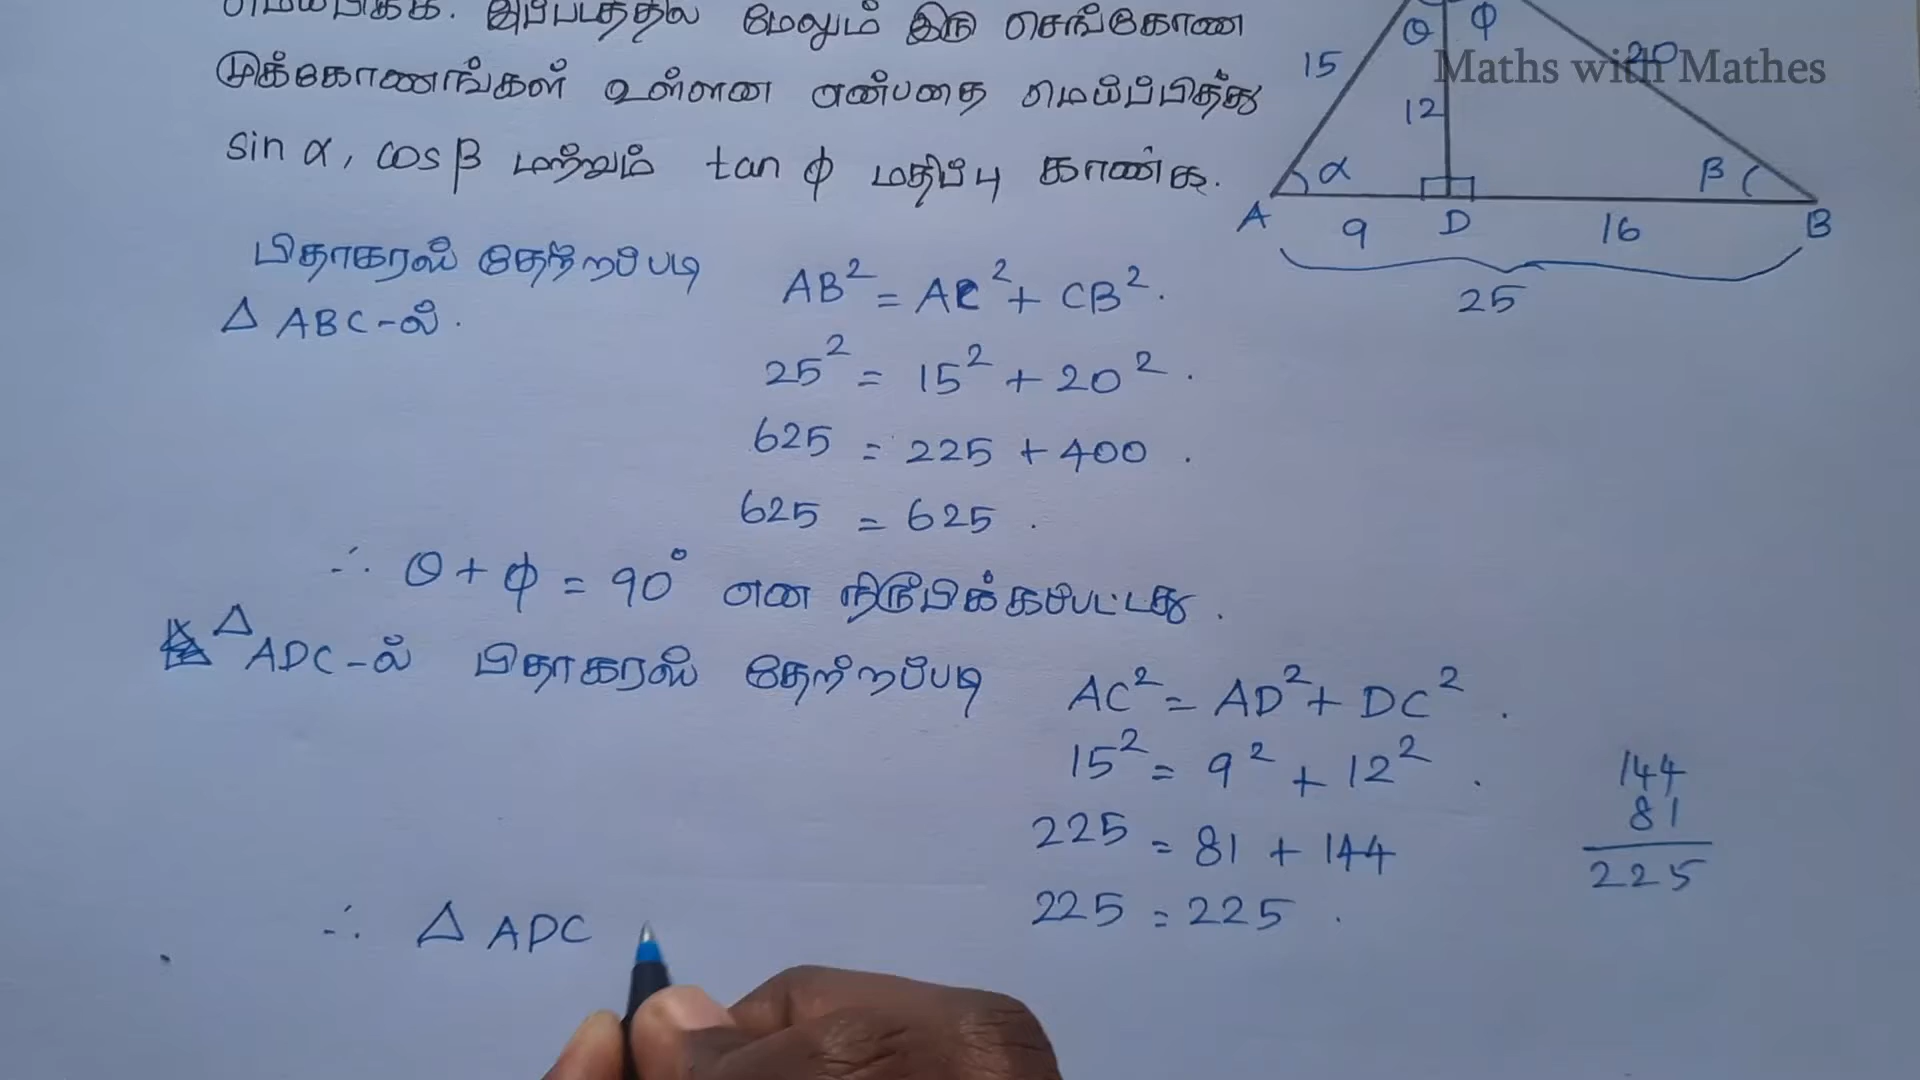 மெய்ப்பிக்க. இப்படத்தில் மேலும் இரு செங்கோண
முக்கோணங்கள் உள்ளன என்பதை மெய்ப்பித்து
sin α, cos β மற்றும் tan ϕ மதிப்பு காண்க.
θ ϕ
15 20
Maths with Mathes
12
α β
A 9 D 16 B
25
பிதாகரஸ் தேற்றப்படி
Δ ABC-ல்.
AB² = AC² + CB².
25² = 15² + 20².
625 = 225 + 400.
625 = 625.
∴ θ + ϕ = 90° என நிரூபிக்கப்பட்டது.
Δ ADC-ல் பிதாகரஸ் தேற்றப்படி AC² = AD² + DC².
15² = 9² + 12².
225 = 81 + 144
225 = 225.
144
81
225
∴ Δ ADC